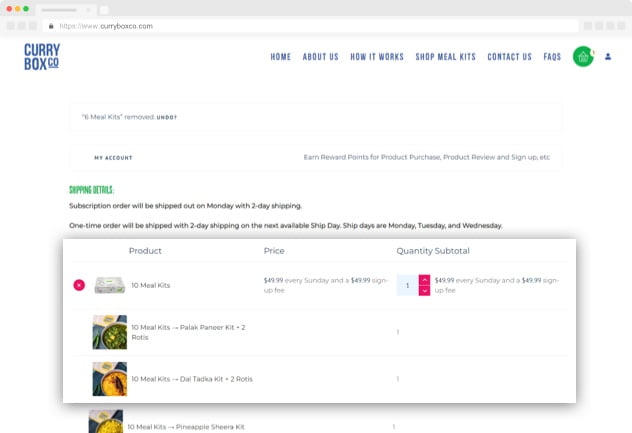 https://www.curryboxco.com
CURRY
BOX CO
HOME ABOUT US HOW IT WORKS SHOP MEAL KITS CONTACT US FAQS
"6 Meal Kits" removed. UNDO?
MY ACCOUNT Earn Reward Points for Product Purchase, Product Review and Sign up, etc
SHIPPING DETAILS:
Subscription order will be shipped out on Monday with 2-day shipping.
One-time order will be shipped with 2-day shipping on the next available Ship Day. Ship days are Monday, Tuesday, and Wednesday.
Product Price Quantity Subtotal
10 Meal Kits $49.99 every Sunday and a $49.99 sign- 1 $49.99 every Sunday and a $49.99 sign-
up fee up fee
10 Meal Kits → Palak Paneer Kit + 2 1
Rotis
10 Meal Kits → Dal Tadka Kit + 2 Rotis 1
10 Meal Kits → Pineapple Sheera Kit 1